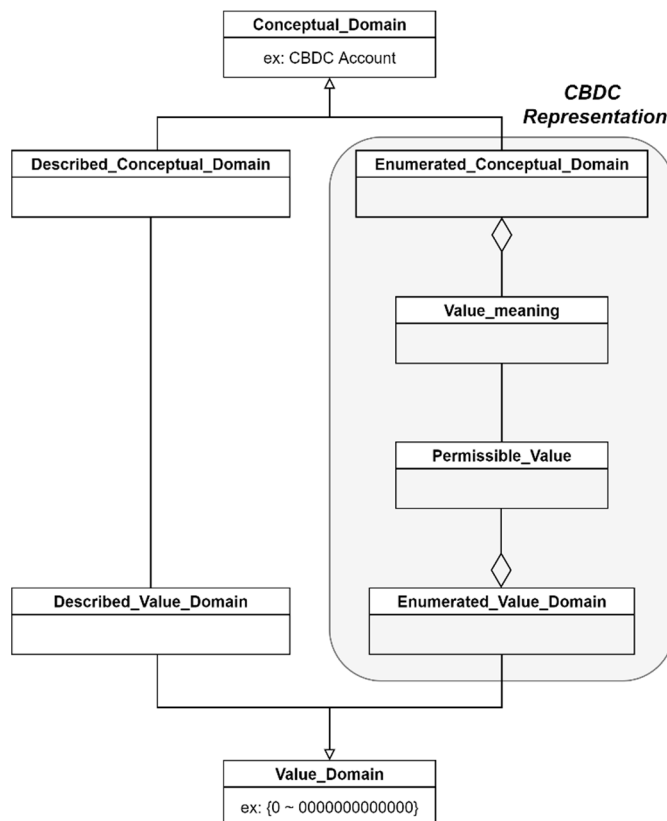 Conceptual_Domain
ex: CBDC Account
CBDC
Representation
Described_Conceptual_Domain
Enumerated_Conceptual_Domain
Value_meaning
Permissible_Value
Described_Value_Domain
Enumerated_Value_Domain
Value_Domain
ex: {0 ~ 0000000000000}